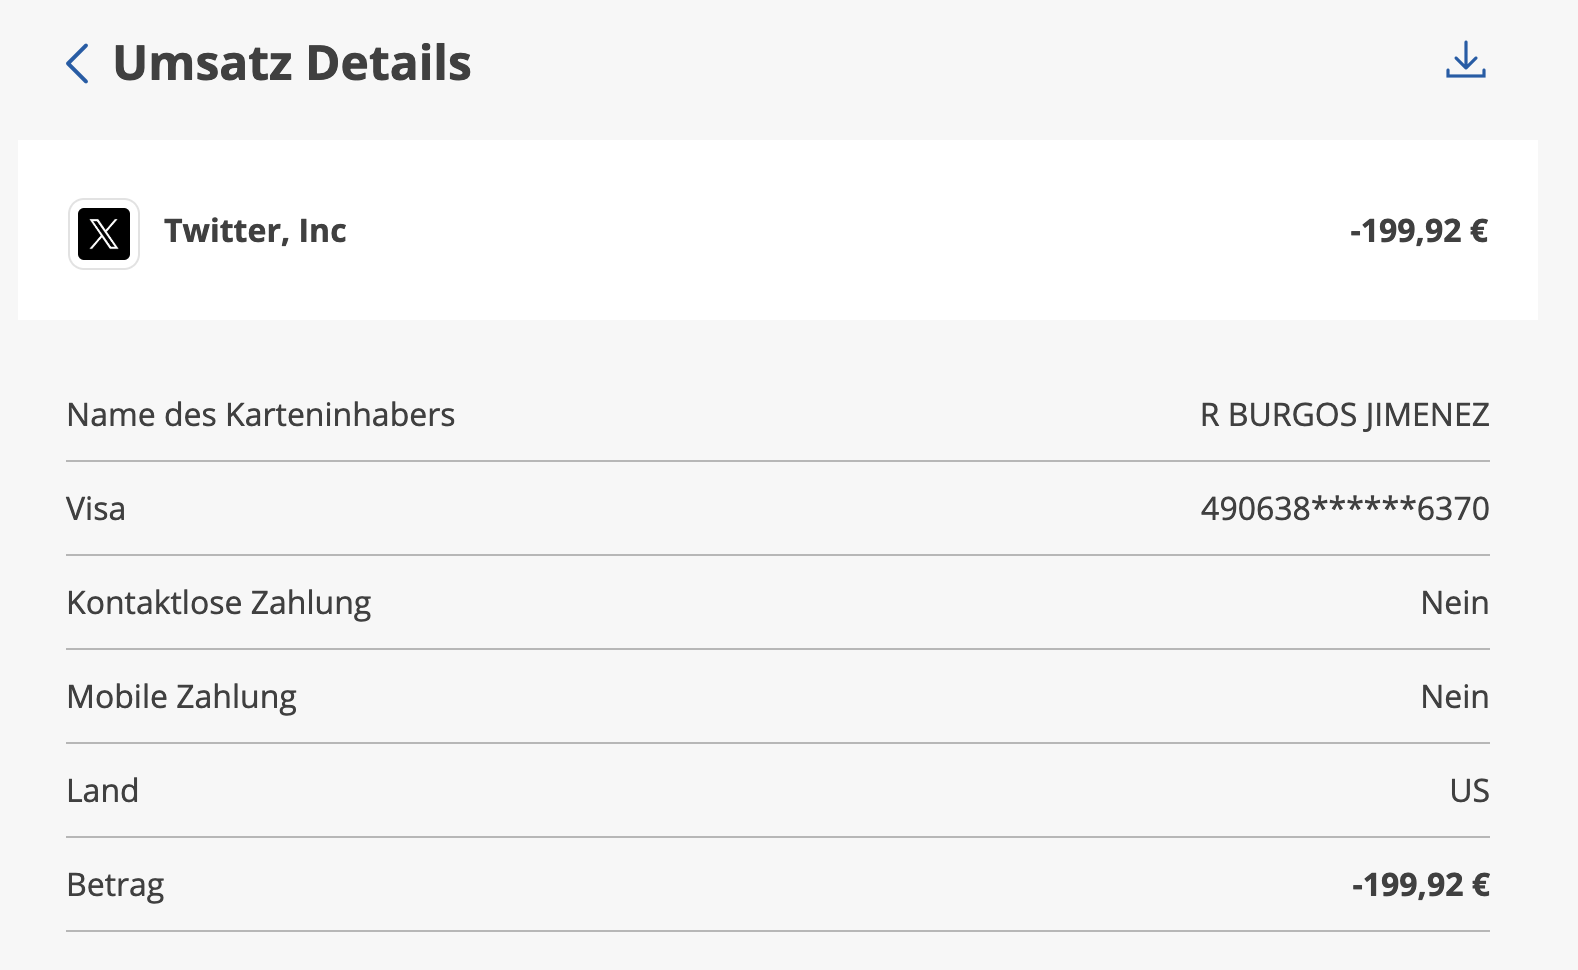 Umsatz Details
Twitter, Inc -199,92 €
Name des Karteninhabers R BURGOS JIMENEZ
Visa 490638******6370
Kontaktlose Zahlung Nein
Mobile Zahlung Nein
Land US
Betrag -199,92 €